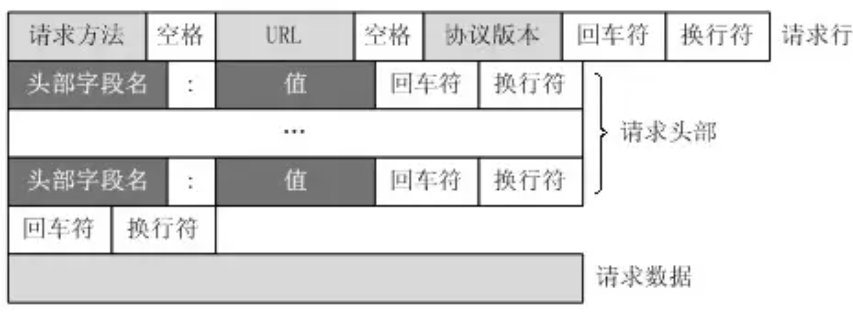 请求方法 空格 URL 空格 协议版本 回车符 换行符 请求行
头部字段名 : 值 回车符 换行符
… 请求头部
头部字段名 : 值 回车符 换行符
回车符 换行符
请求数据